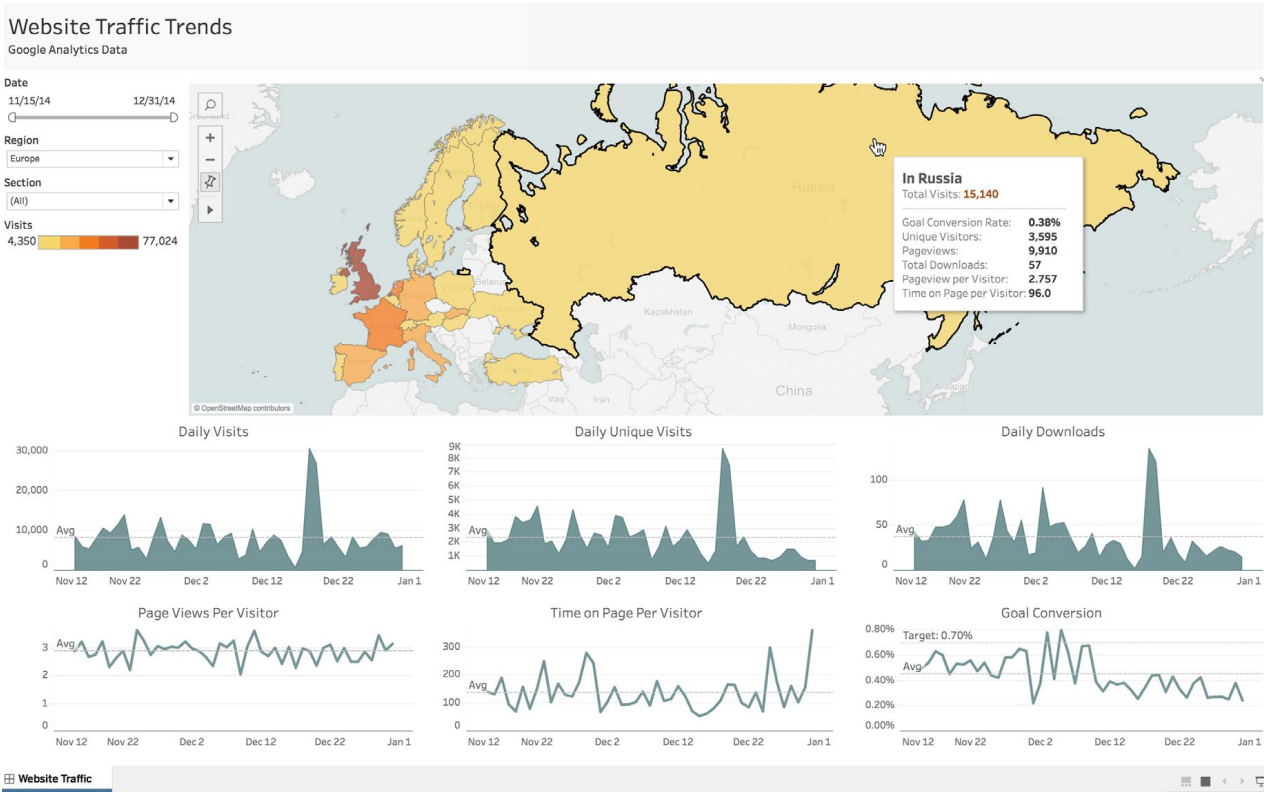 Website Traffic Trends
Google Analytics Data
Date
11/15/14 12/31/14
Region
Europe
Section
(All)
Visits
4,350 77,024
Russia
Belarus
Kazakhstan
Mongolia
China
Japan
Iraq Iran
© OpenStreetMap contributors
In Russia
Total Visits: 15,140
Goal Conversion Rate: 0.38%
Unique Visitors: 3,595
Pageviews: 9,910
Total Downloads: 57
Pageview per Visitor: 2.757
Time on Page per Visitor: 96.0
Daily Visits
30,000
20,000
10,000
0
Avg
Nov 12 Nov 22 Dec 2 Dec 12 Dec 22 Jan 1
Daily Unique Visits
9K
8K
7K
6K
5K
4K
3K
2K
1K
Avg
Nov 12 Nov 22 Dec 2 Dec 12 Dec 22 Jan 1
Daily Downloads
100
50
0
Avg
Nov 12 Nov 22 Dec 2 Dec 12 Dec 22 Jan 1
Page Views Per Visitor
3
2
1
0
Avg
Nov 12 Nov 22 Dec 2 Dec 12 Dec 22 Jan 1
Time on Page Per Visitor
300
200
100
0
Avg
Nov 12 Nov 22 Dec 2 Dec 12 Dec 22 Jan 1
Goal Conversion
0.80%
0.60%
0.40%
0.20%
0.00%
Target: 0.70%
Avg
Nov 12 Nov 22 Dec 2 Dec 12 Dec 22 Jan 1
Website Traffic